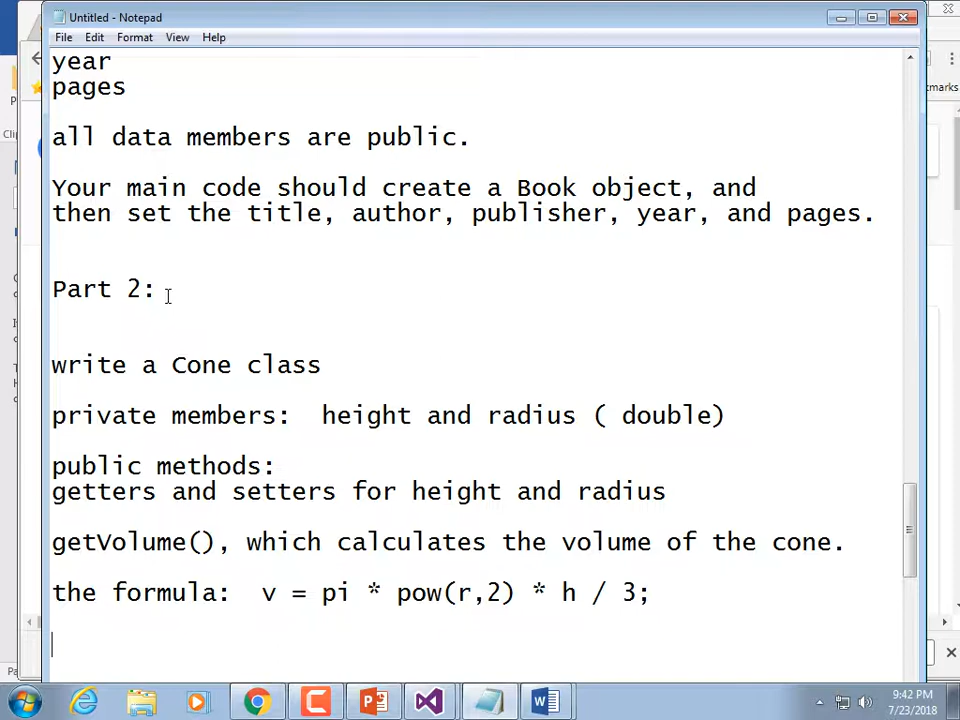 Untitled - Notepad
File Edit Format View Help
year
pages
all data members are public.
Your main code should create a Book object, and
then set the title, author, publisher, year, and pages.
Part 2:
write a Cone class
private members:  height and radius ( double)
public methods:
getters and setters for height and radius
getVolume(), which calculates the volume of the cone.
the formula:  v = pi * pow(r,2) * h / 3;
9:42 PM
7/23/2018